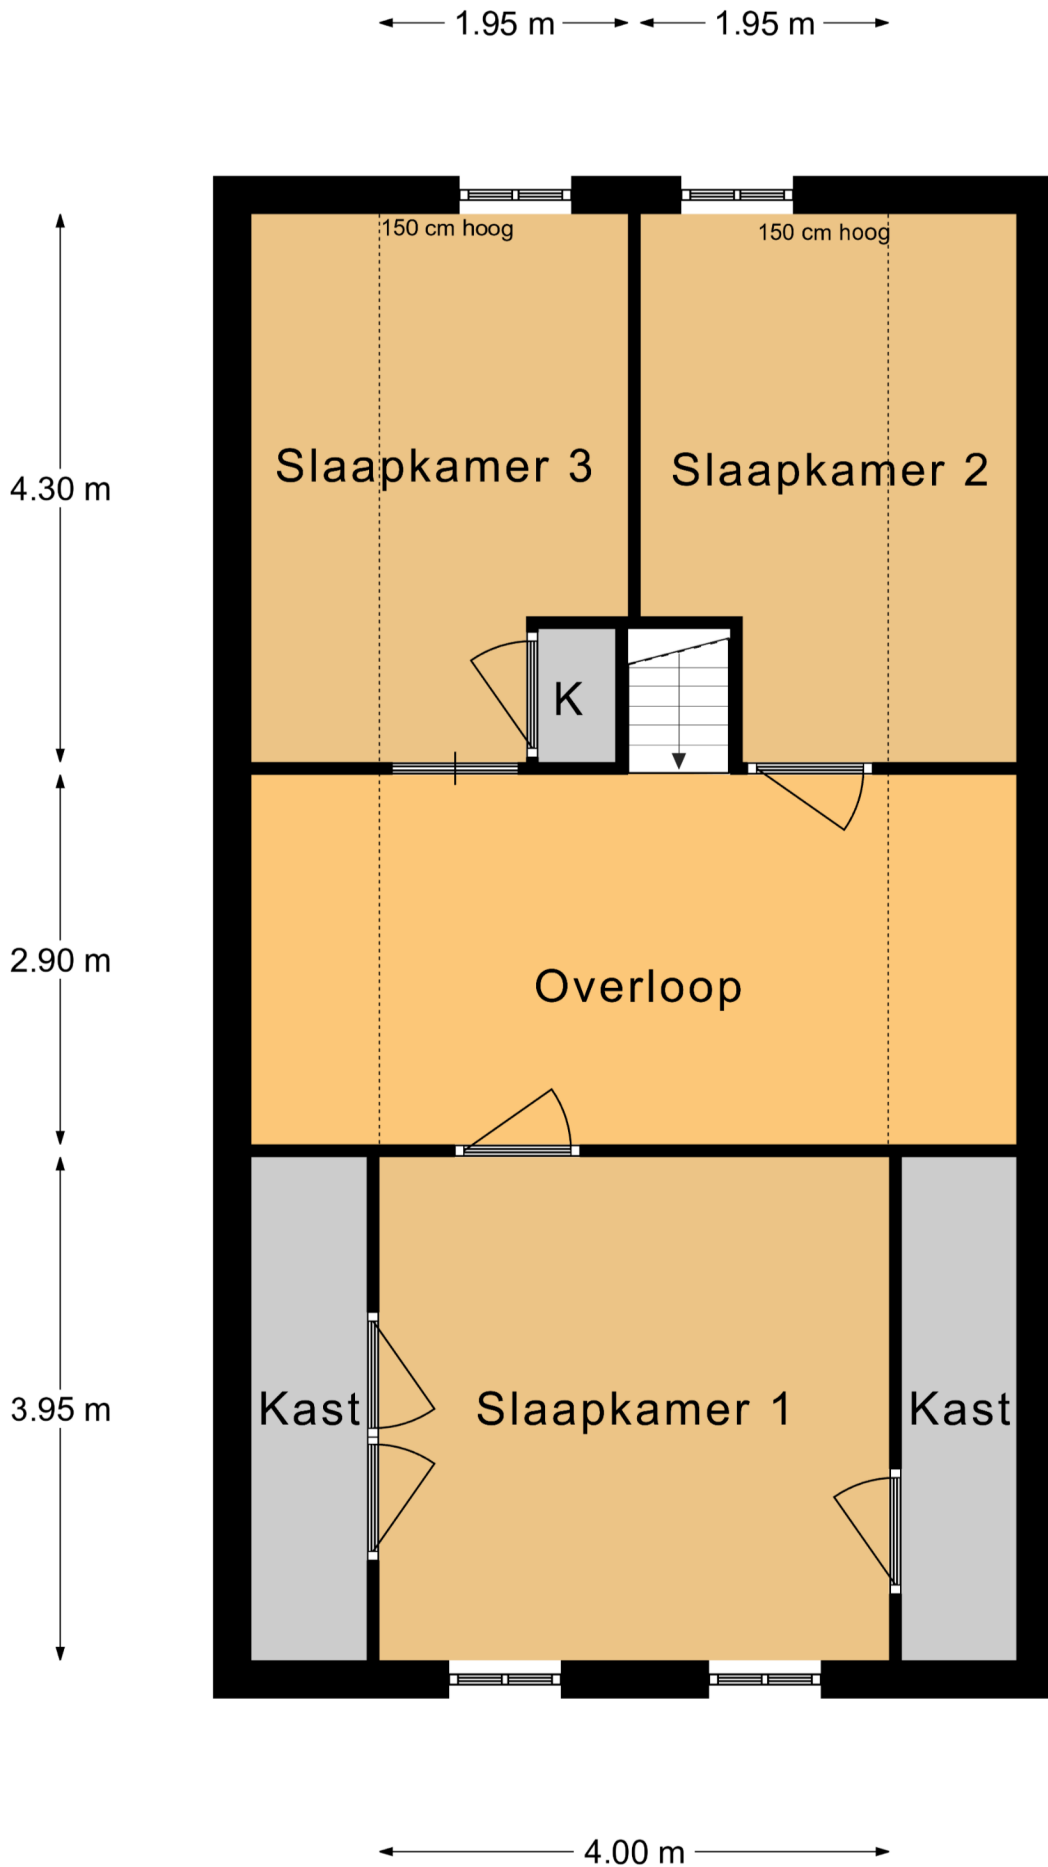 1.95 m
1.95 m
150 cm hoog
150 cm hoog
Slaapkamer 3
Slaapkamer 2
4.30 m
K
2.90 m
Overloop
3.95 m
Kast
Slaapkamer 1
Kast
4.00 m